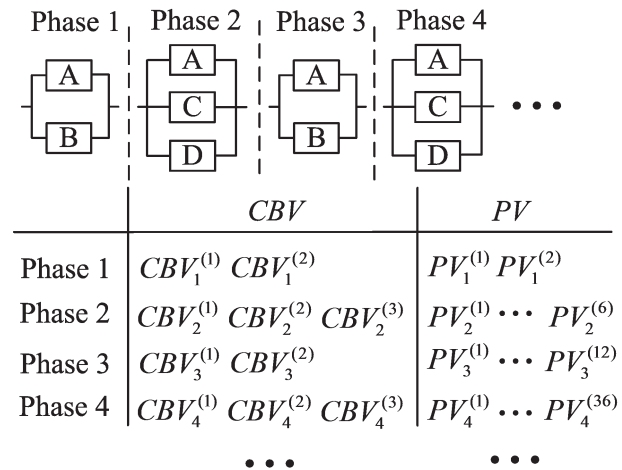 Phase 1 Phase 2 Phase 3 Phase 4
A A A A
C C
B D B D
• • •
CBV PV
Phase 1 CBV₁⁽¹⁾ CBV₁⁽²⁾ PV₁⁽¹⁾ PV₁⁽²⁾
Phase 2 CBV₂⁽¹⁾ CBV₂⁽²⁾ CBV₂⁽³⁾ PV₂⁽¹⁾ • • • PV₂⁽⁶⁾
Phase 3 CBV₃⁽¹⁾ CBV₃⁽²⁾ PV₃⁽¹⁾ • • • PV₃⁽¹²⁾
Phase 4 CBV₄⁽¹⁾ CBV₄⁽²⁾ CBV₄⁽³⁾ PV₄⁽¹⁾ • • • PV₄⁽³⁶⁾
• • • • • •